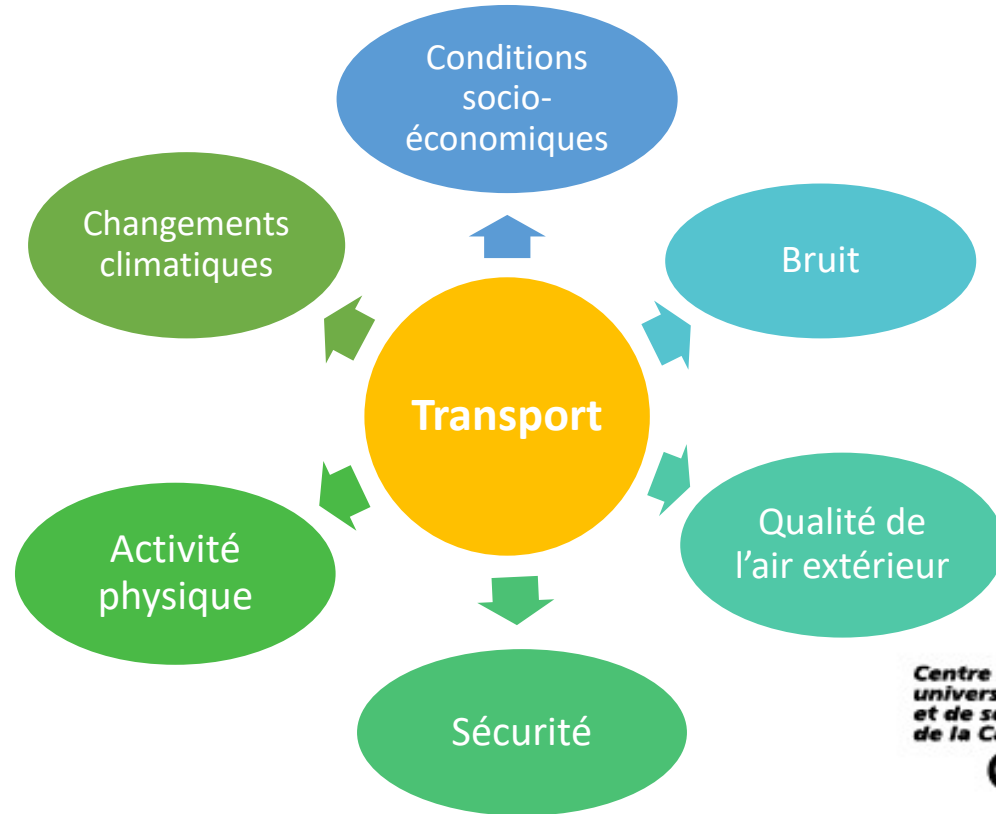 Conditions
socio-
économiques
Changements
climatiques
Bruit
Transport
Activité
physique
Qualité de
l'air extérieur
Sécurité
Centre
et de
de la